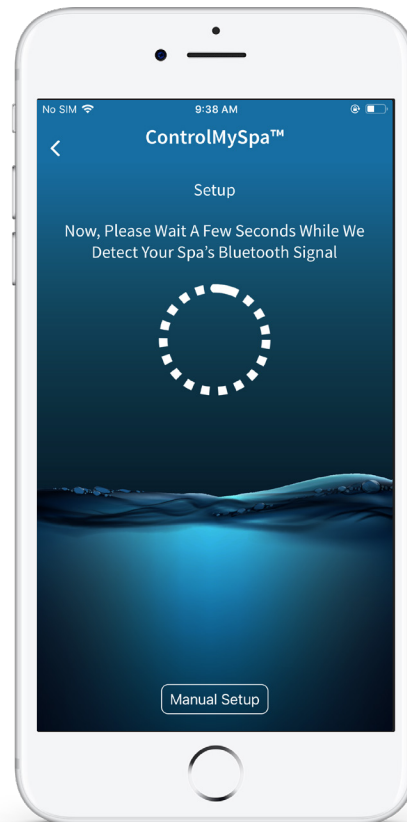 No SIM 9:38 AM
ControlMySpa™
Setup
Now, Please Wait A Few Seconds While We
Detect Your Spa's Bluetooth Signal
Manual Setup